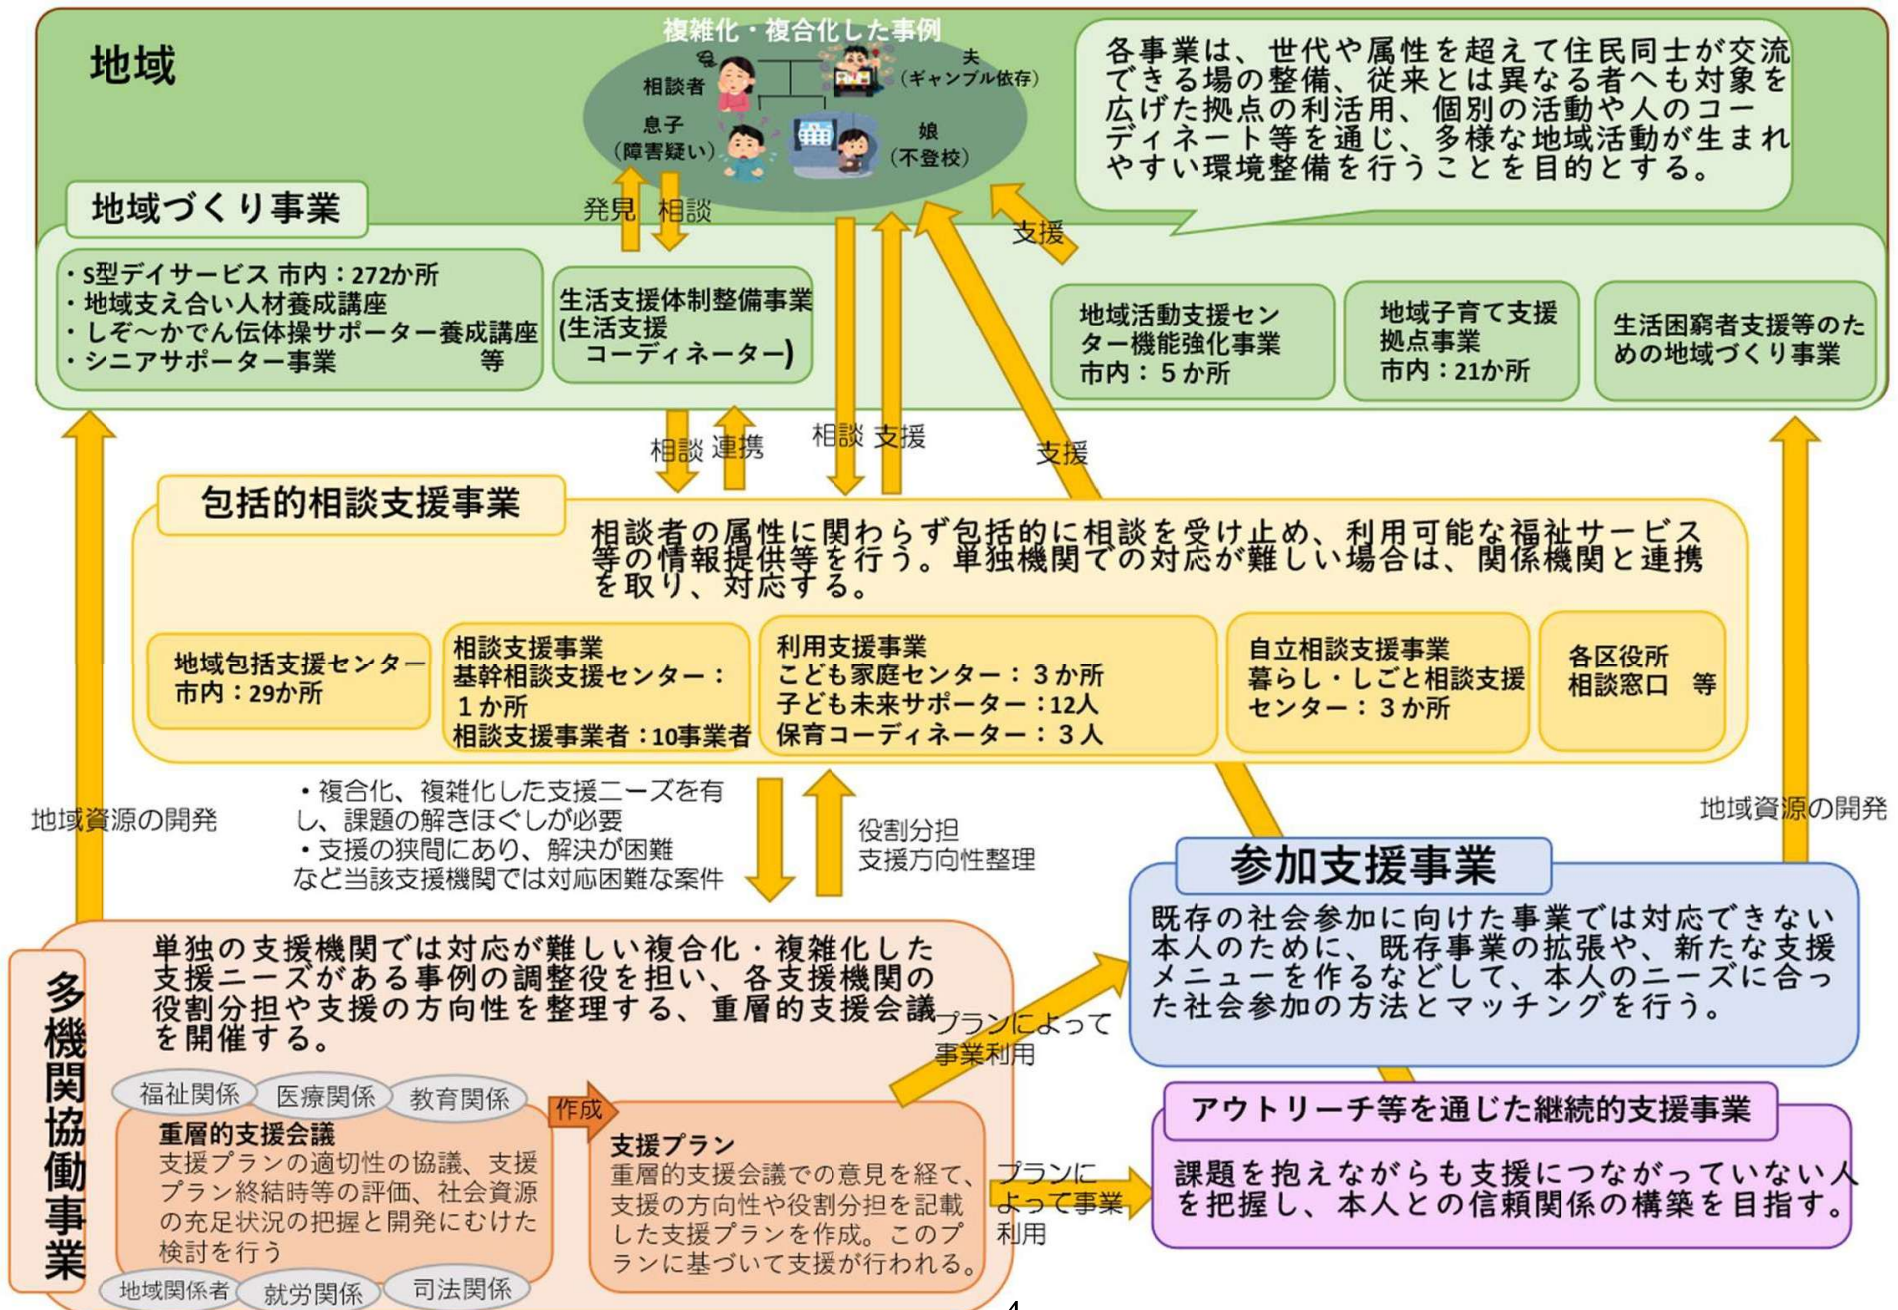 地域
複雑化・複合化した事例
相談者
夫
（ギャンブル依存）
息子
（障害疑い）
娘
（不登校）
各事業は、世代や属性を超えて住民同士が交流
できる場の整備、従来とは異なる者へも対象を
広げた拠点の利活用、個別の活動や人のコー
ディネート等を通じ、多様な地域活動が生まれ
やすい環境整備を行うことを目的とする。
発見
相談
支援
地域づくり事業
・S型デイサービス 市内：272か所
・地域支え合い人材養成講座
・しぞ～かでん伝体操サポーター養成講座
・シニアサポーター事業　等
生活支援体制整備事業
(生活支援
コーディネーター)
地域活動支援セン
ター機能強化事業
市内：５か所
地域子育て支援
拠点事業
市内：21か所
生活困窮者支援等のた
めの地域づくり事業
相談
連携
相談
支援
支援
包括的相談支援事業
相談者の属性に関わらず包括的に相談を受け止め、利用可能な福祉サービス
等の情報提供等を行う。単独機関での対応が難しい場合は、関係機関と連携
を取り、対応する。
地域包括支援センター
市内：29か所
相談支援事業
基幹相談支援センター：
１か所
相談支援事業者：10事業者
利用支援事業
こども家庭センター：３か所
子ども未来サポーター：12人
保育コーディネーター：３人
自立相談支援事業
暮らし・しごと相談支援
センター：３か所
各区役所
相談窓口　等
地域資源の開発
・複合化、複雑化した支援ニーズを有
し、課題の解きほぐしが必要
・支援の狭間にあり、解決が困難
など当該支援機関では対応困難な案件
役割分担
支援方向性整理
地域資源の開発
多機関協働事業
単独の支援機関では対応が難しい複合化・複雑化した
支援ニーズがある事例の調整役を担い、各支援機関の
役割分担や支援の方向性を整理する、重層的支援会議
を開催する。
福祉関係
医療関係
教育関係
重層的支援会議
支援プランの適切性の協議、支援
プラン終結時等の評価、社会資源
の充足状況の把握と開発にむけた
検討を行う
地域関係者
就労関係
司法関係
作成
支援プラン
重層的支援会議での意見を経て、
支援の方向性や役割分担を記載
した支援プランを作成。このプ
ランに基づいて支援が行われる。
プランによって
事業利用
プランに
よって事業
利用
参加支援事業
既存の社会参加に向けた事業では対応できない
本人のために、既存事業の拡張や、新たな支援
メニューを作るなどして、本人のニーズに合っ
た社会参加の方法とマッチングを行う。
アウトリーチ等を通じた継続的支援事業
課題を抱えながらも支援につながっていない人
を把握し、本人との信頼関係の構築を目指す。
4